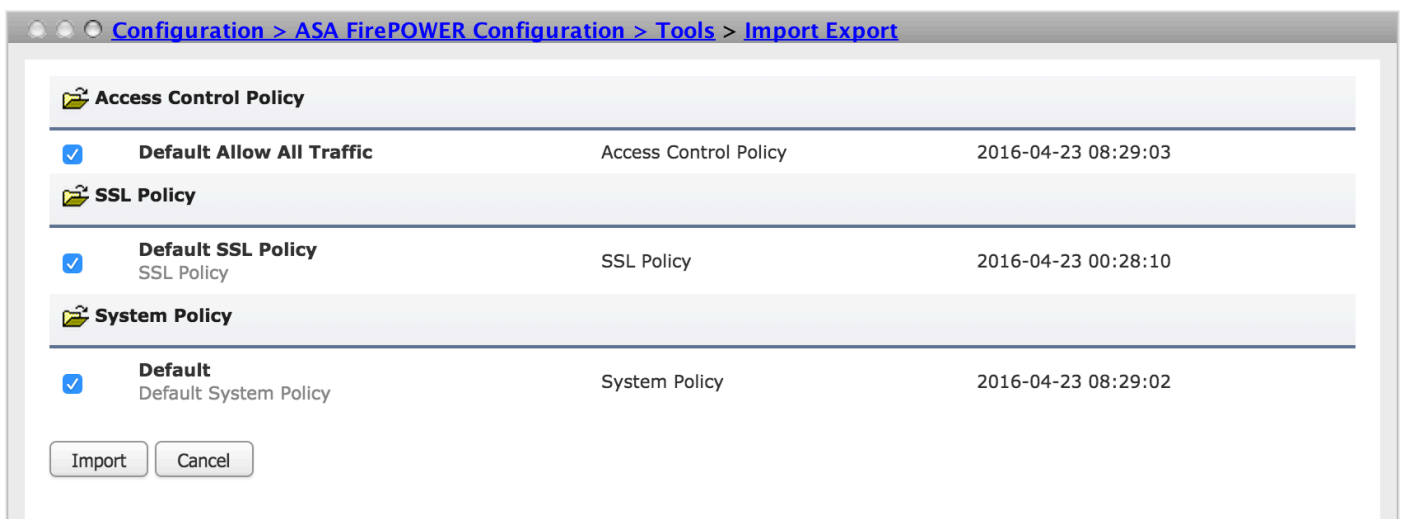 Configuration > ASA FirePOWER Configuration > Tools > Import Export
Access Control Policy
Default Allow All Traffic Access Control Policy 2016-04-23 08:29:03
SSL Policy
Default SSL Policy
SSL Policy SSL Policy 2016-04-23 00:28:10
System Policy
Default
Default System Policy System Policy 2016-04-23 08:29:02
Import Cancel